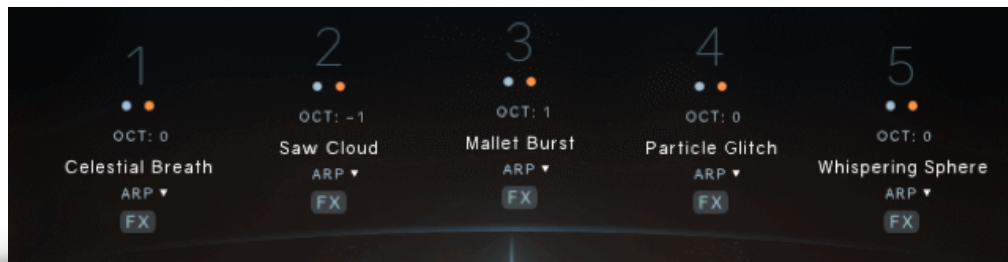 1
OCT: 0
Celestial Breath
ARP ▾
FX
2
OCT: -1
Saw Cloud
ARP ▾
FX
3
OCT: 1
Mallet Burst
ARP ▾
FX
4
OCT: 0
Particle Glitch
ARP ▾
FX
5
OCT: 0
Whispering Sphere
ARP ▾
FX